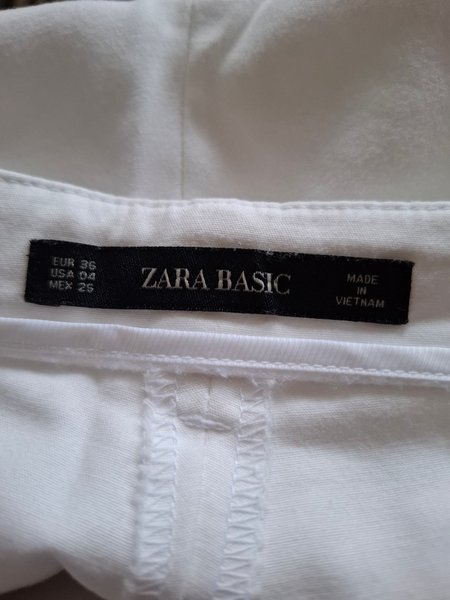 EUR 36
USA 04
MEX 26
ZARA BASIC
MADE
IN
VIETNAM